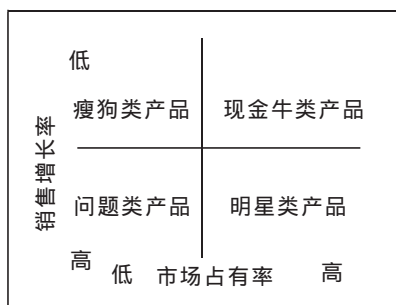 低
瘦狗类产品 现金牛类产品
销售增长率
问题类产品 明星类产品
高
低 市场占有率 高